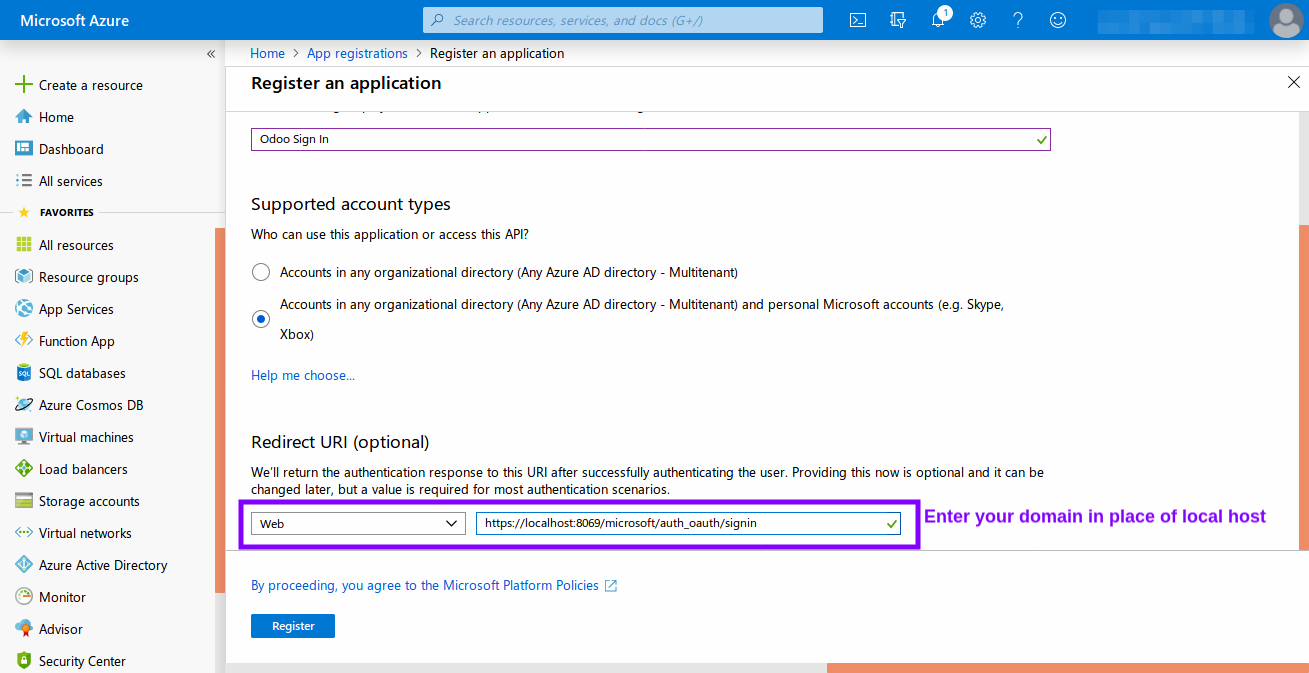 Microsoft Azure
Search resources, services, and docs (G+/)
1
«
Home > App registrations > Register an application
Register an application
Create a resource
Home
Dashboard
All services
FAVORITES
All resources
Resource groups
App Services
Function App
SQL databases
Azure Cosmos DB
Virtual machines
Load balancers
Storage accounts
Virtual networks
Azure Active Directory
Monitor
Advisor
Security Center
Odoo Sign In
Supported account types
Who can use this application or access this API?
Accounts in any organizational directory (Any Azure AD directory - Multitenant)
Accounts in any organizational directory (Any Azure AD directory - Multitenant) and personal Microsoft accounts (e.g. Skype,
Xbox)
Help me choose...
Redirect URI (optional)
We'll return the authentication response to this URI after successfully authenticating the user. Providing this now is optional and it can be
changed later, but a value is required for most authentication scenarios.
Web
https://localhost:8069/microsoft/auth_oauth/signin
Enter your domain in place of local host
By proceeding, you agree to the Microsoft Platform Policies
Register